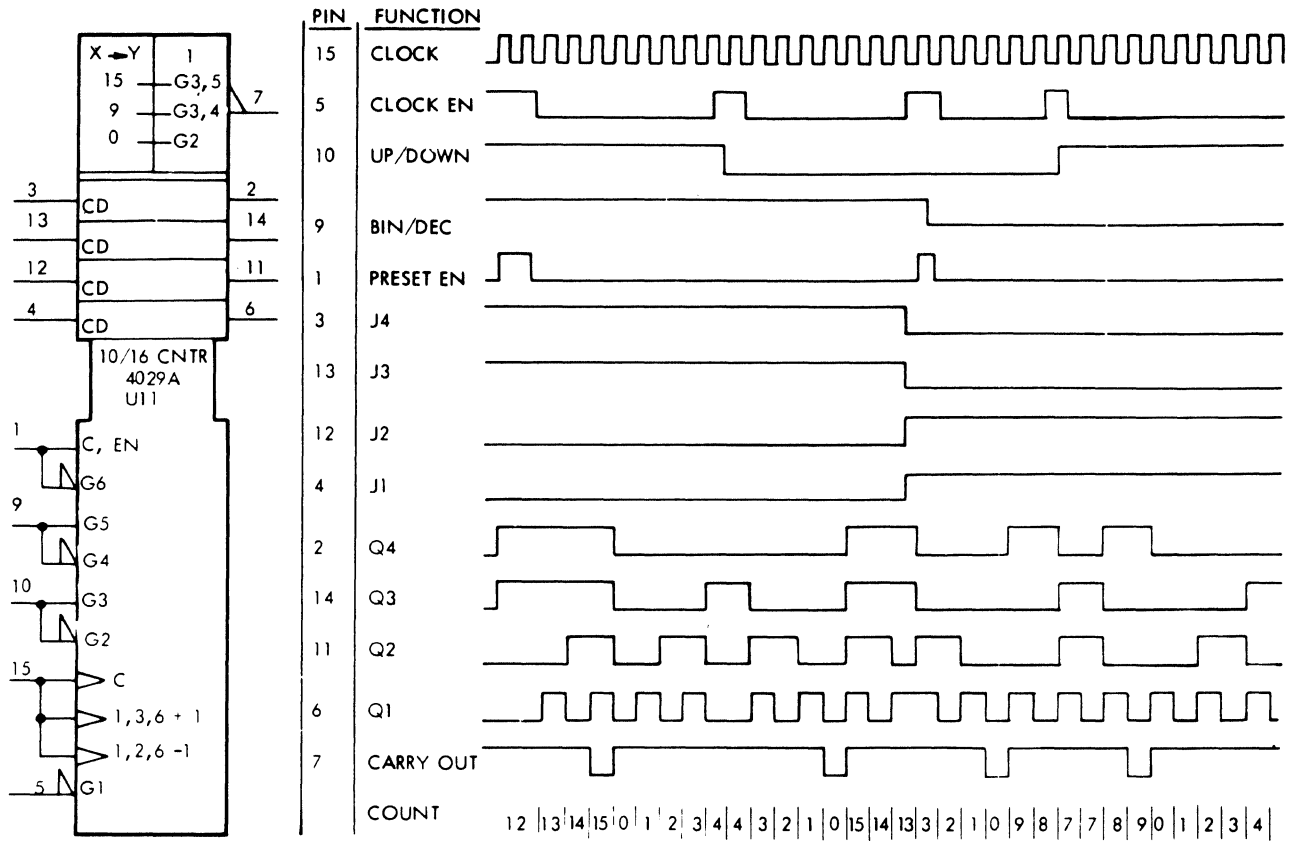 X Y 1
15 G3,5
9 G3,4
0 G2
7
3 CD 2
13 CD 14
12 CD 11
4 CD 6
10/16 CNTR
4029A
U11
1 C, EN
G6
9 G5
G4
10 G3
G2
15 C
1,3,6 + 1
1,2,6 -1
5 G1
PIN FUNCTION
15 CLOCK
5 CLOCK EN
10 UP/DOWN
9 BIN/DEC
1 PRESET EN
3 J4
13 J3
12 J2
4 J1
2 Q4
14 Q3
11 Q2
6 Q1
7 CARRY OUT
COUNT 12 13 14 15 0 1 2 3 4 4 3 2 1 0 15 14 13 3 2 1 0 9 8 7 7 8 9 0 1 2 3 4